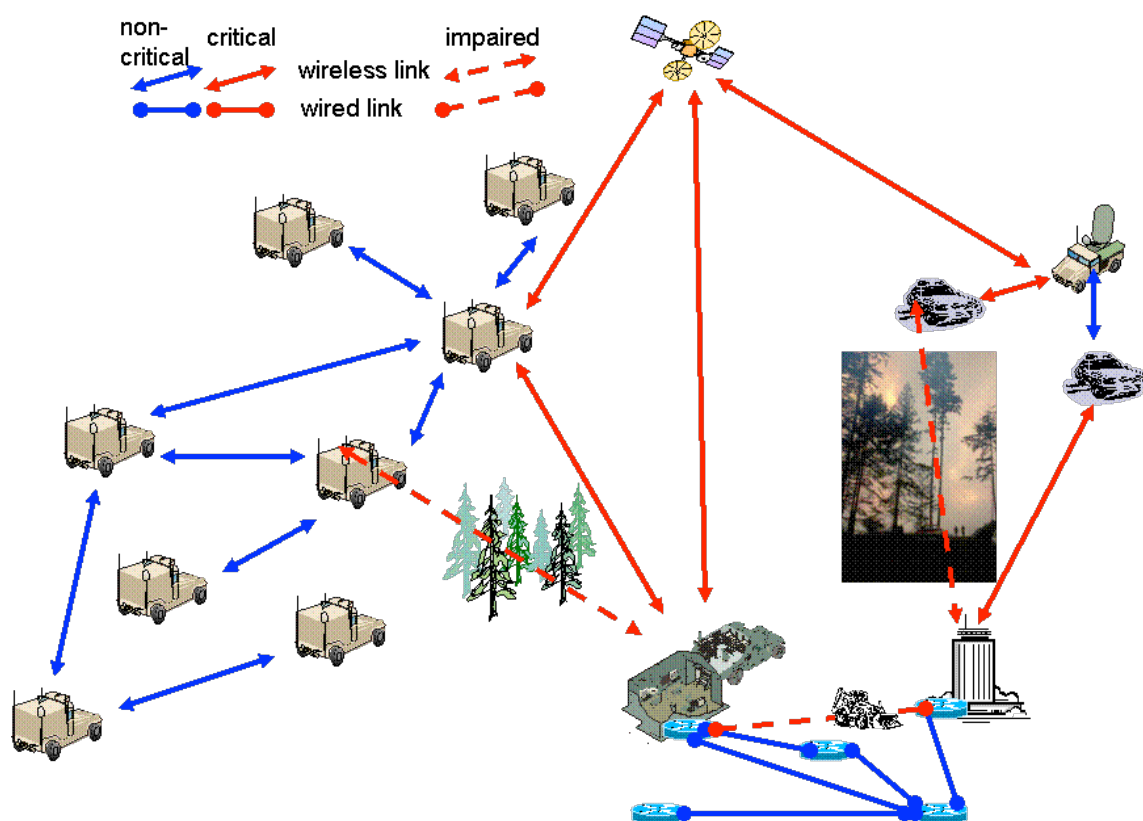 non-
critical
critical
impaired
wireless link
wired link